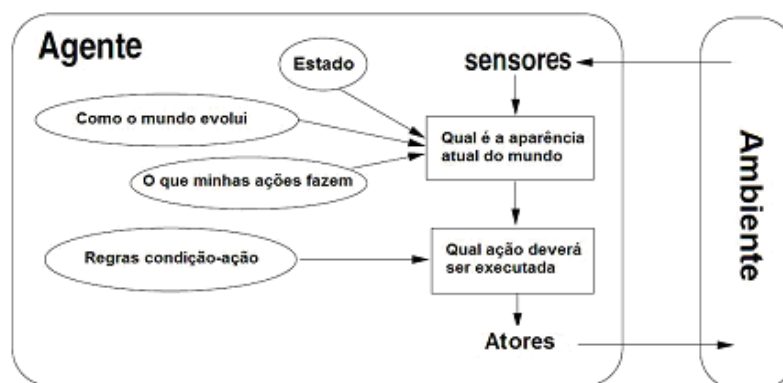 Agente
Estado
sensores
Como o mundo evolui
Qual é a aparência
atual do mundo
O que minhas ações fazem
Regras condição-ação
Qual ação deverá
ser executada
Atores
Ambiente